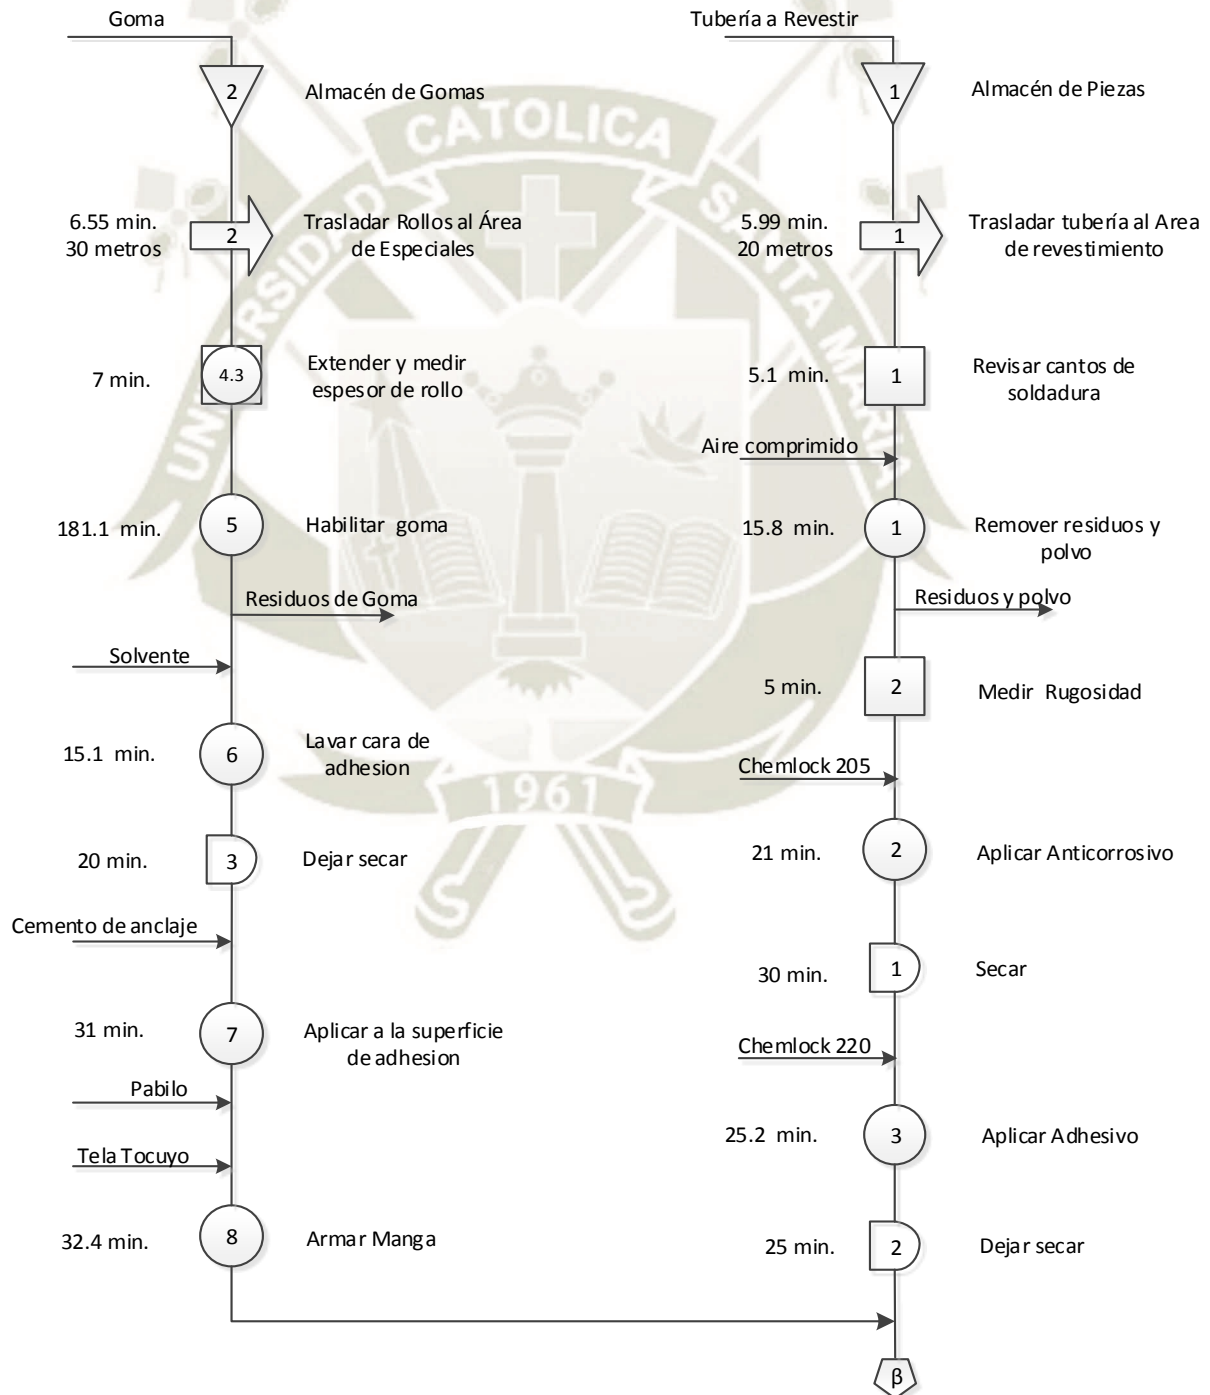 Goma
2
Almacén de Gomas
6.55 min.
30 metros
2
Trasladar Rollos al Área
de Especiales
7 min.
4.3
Extender y medir
espesor de rollo
181.1 min.
5
Habilitar goma
Residuos de Goma
Solvente
15.1 min.
6
Lavar cara de
adhesion
20 min.
3
Dejar secar
Cemento de anclaje
31 min.
7
Aplicar a la superficie
de adhesion
Pabilo
Tela Tocuyo
32.4 min.
8
Armar Manga
Tubería a Revestir
1
Almacén de Piezas
5.99 min.
20 metros
1
Trasladar tubería al Area
de revestimiento
5.1 min.
1
Revisar cantos de
soldadura
Aire comprimido
15.8 min.
1
Remover residuos y
polvo
Residuos y polvo
5 min.
2
Medir Rugosidad
Chemlock 205
21 min.
2
Aplicar Anticorrosivo
30 min.
1
Secar
Chemlock 220
25.2 min.
3
Aplicar Adhesivo
25 min.
2
Dejar secar
β
UNIVERSIDAD CATOLICA SANTA MARIA
1961